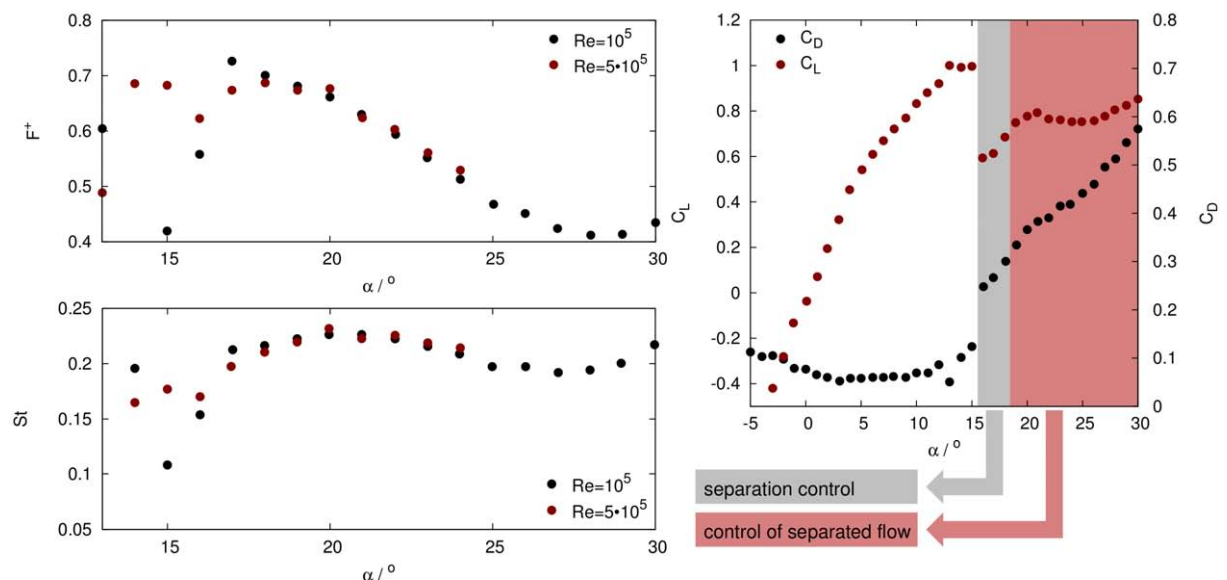 0.8
0.7
0.6
0.5
0.4
F⁺
Re=10⁵
Re=5•10⁵
15
20
25
30
α / °
0.25
0.2
0.15
0.1
0.05
St
Re=10⁵
Re=5•10⁵
15
20
25
30
α / °
1.2
1
0.8
0.6
0.4
0.2
0
-0.2
-0.4
C_L
C_D
C_L
0.8
0.7
0.6
0.5
0.4
0.3
0.2
0.1
0
C_D
-5
0
5
10
15
20
25
30
α / °
separation control
control of separated flow